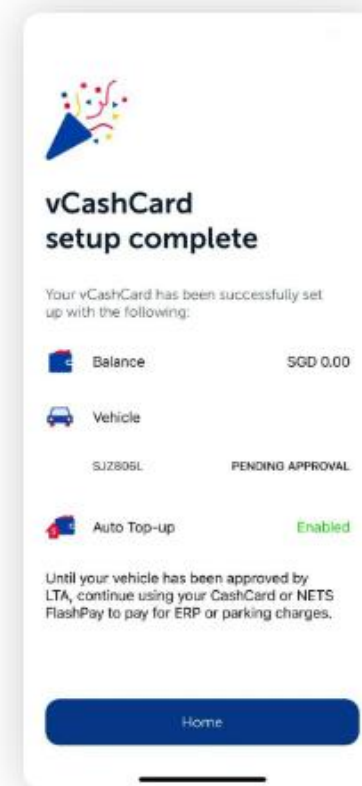 vCashCard
setup complete
Your vCashCard has been successfully set
up with the following:
Balance SGD 0.00
Vehicle
SJZ806L PENDING APPROVAL
Auto Top-up Enabled
Until your vehicle has been approved by
LTA, continue using your CashCard or NETS
FlashPay to pay for ERP or parking charges.
Home